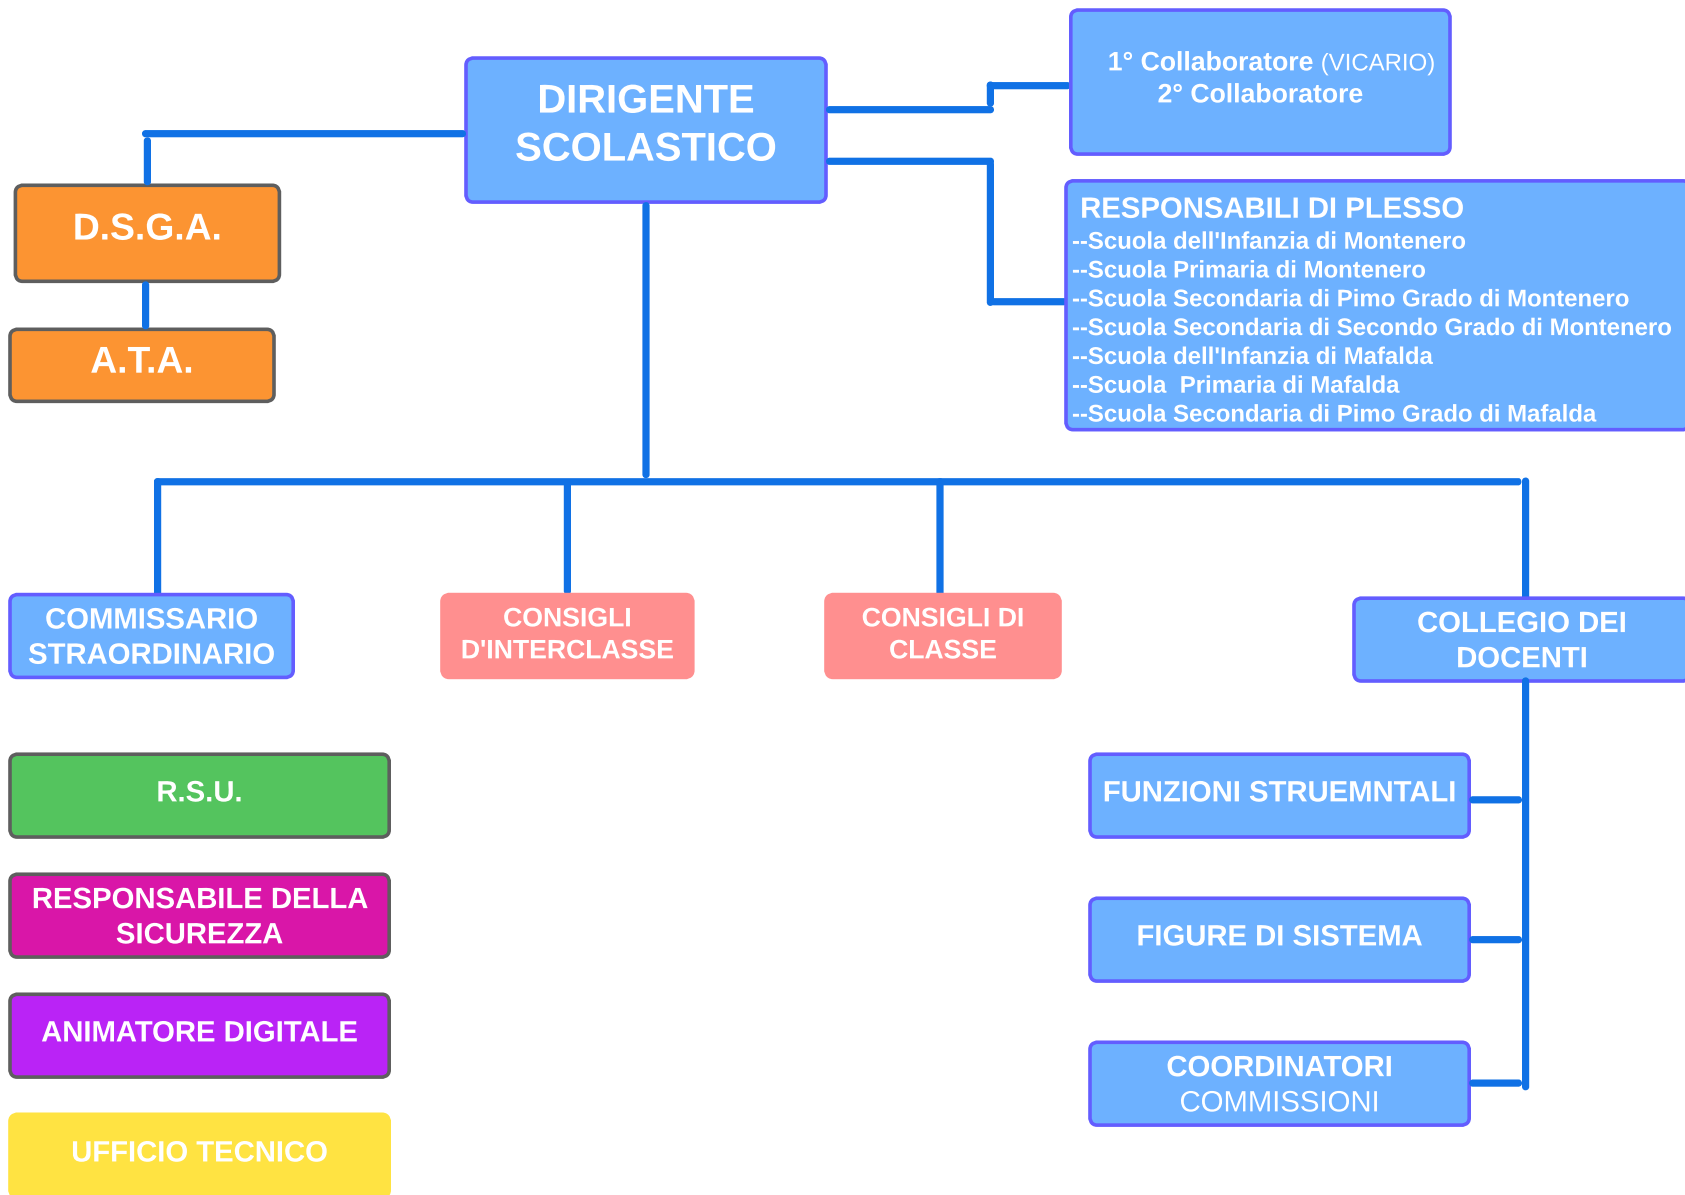 DIRIGENTE
SCOLASTICO
1° Collaboratore (VICARIO)
2° Collaboratore
D.S.G.A.
A.T.A.
RESPONSABILI DI PLESSO
--Scuola dell'Infanzia di Montenero
--Scuola Primaria di Montenero
--Scuola Secondaria di Pimo Grado di Montenero
--Scuola Secondaria di Secondo Grado di Montenero
--Scuola dell'Infanzia di Mafalda
--Scuola  Primaria di Mafalda
--Scuola Secondaria di Pimo Grado di Mafalda
COMMISSARIO
STRAORDINARIO
CONSIGLI
D'INTERCLASSE
CONSIGLI DI
CLASSE
COLLEGIO DEI
DOCENTI
R.S.U.
RESPONSABILE DELLA
SICUREZZA
ANIMATORE DIGITALE
UFFICIO TECNICO
FUNZIONI STRUEMNTALI
FIGURE DI SISTEMA
COORDINATORI
COMMISSIONI